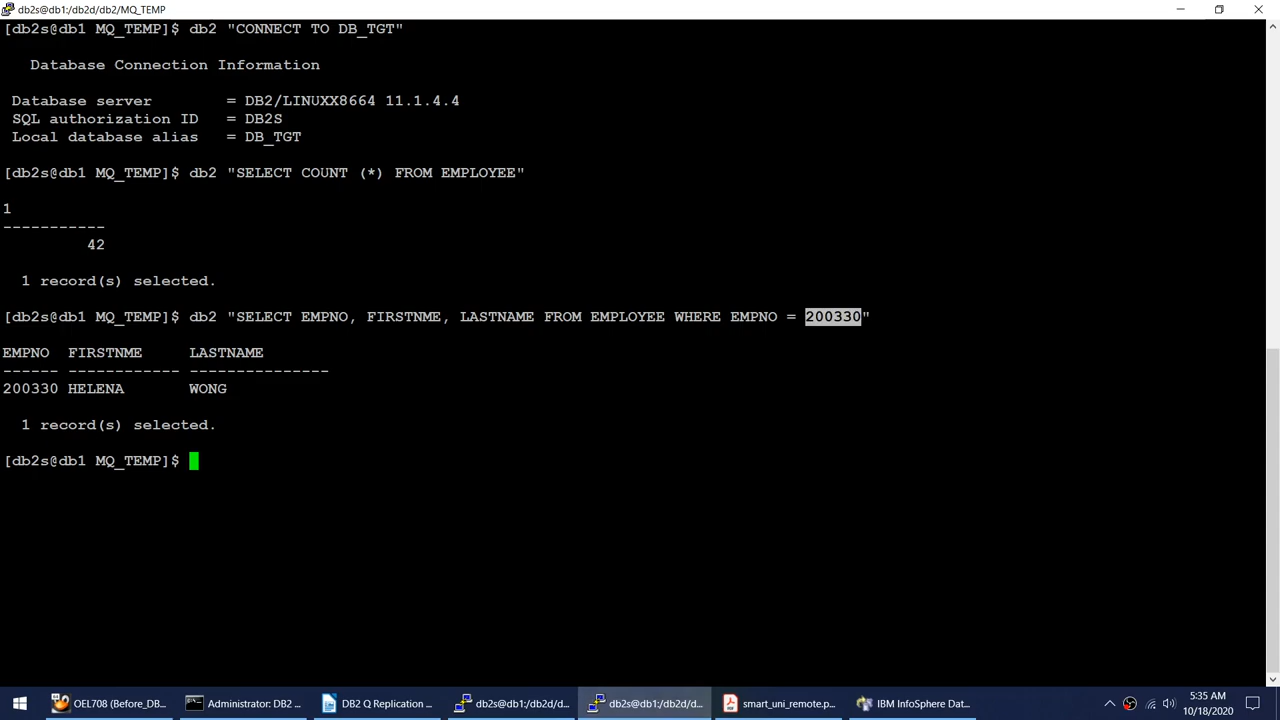 db2s@db1:/db2d/db2/MQ_TEMP
[db2s@db1 MQ_TEMP]$ db2 "CONNECT TO DB_TGT"
Database Connection Information
Database server = DB2/LINUXX8664 11.1.4.4
SQL authorization ID = DB2S
Local database alias = DB_TGT
[db2s@db1 MQ_TEMP]$ db2 "SELECT COUNT (*) FROM EMPLOYEE"
1
-----------
42
1 record(s) selected.
[db2s@db1 MQ_TEMP]$ db2 "SELECT EMPNO, FIRSTNME, LASTNAME FROM EMPLOYEE WHERE EMPNO = 200330"
EMPNO FIRSTNME LASTNAME
------ ------------ ---------------
200330 HELENA WONG
1 record(s) selected.
[db2s@db1 MQ_TEMP]$
OEL708 (Before_DB... Administrator: DB2 ... DB2 Q Replication ... db2s@db1:/db2d/d... db2s@db1:/db2d/d... smart_uni_remote.p... IBM InfoSphere Dat...
5:35 AM
10/18/2020